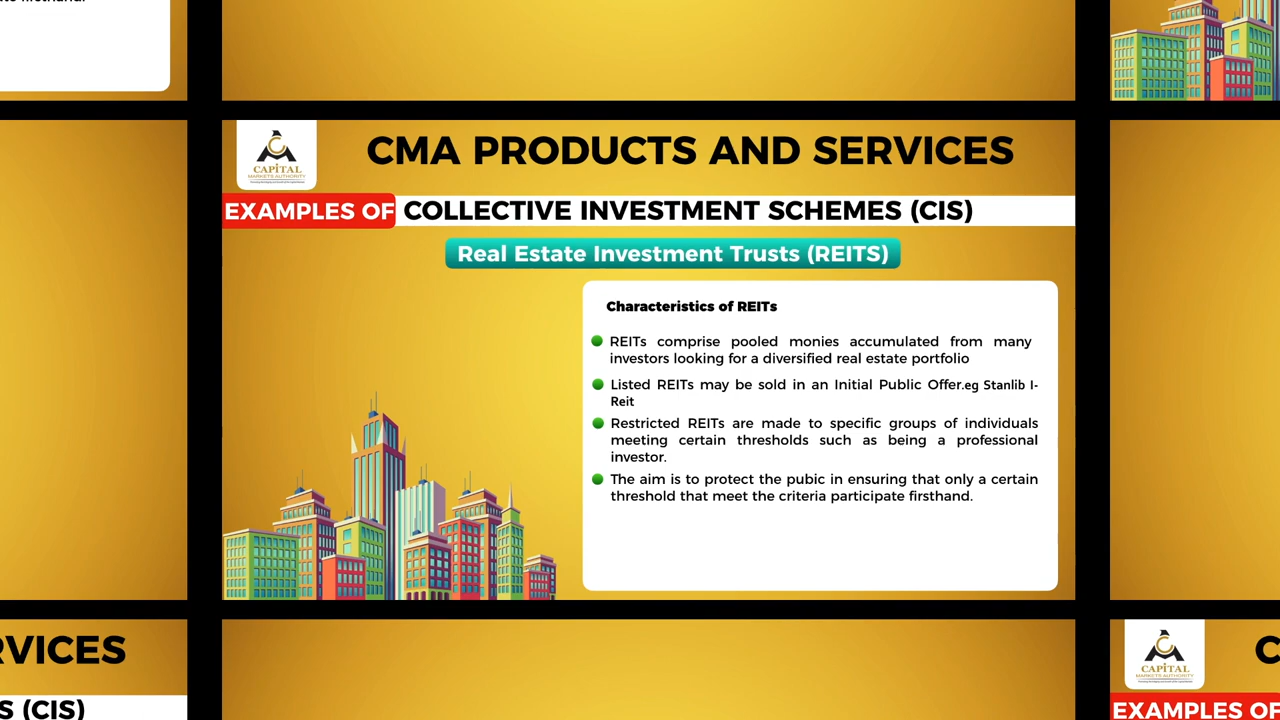 CMA PRODUCTS AND SERVICES
CAPITAL
MARKETS AUTHORITY
EXAMPLES OF COLLECTIVE INVESTMENT SCHEMES (CIS)
Real Estate Investment Trusts (REITS)
Characteristics of REITs
REITs comprise pooled monies accumulated from many
investors looking for a diversified real estate portfolio
Listed REITs may be sold in an Initial Public Offer.eg Stanlib I-
Reit
Restricted REITs are made to specific groups of individuals
meeting certain thresholds such as being a professional
investor.
The aim is to protect the pubic in ensuring that only a certain
threshold that meet the criteria participate firsthand.
RVICES
S (CIS)
CAPITAL
MARKETS AUTHORITY
C
EXAMPLES OF